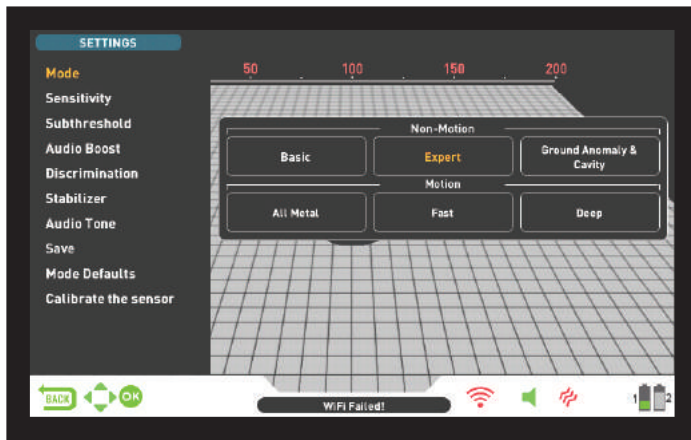 SETTINGS
Mode
Sensitivity
Subthreshold
Audio Boost
Discrimination
Stabilizer
Audio Tone
Save
Mode Defaults
Calibrate the sensor
50 100 150 200
Non-Motion
Basic Expert Ground Anomaly &
Cavity
Motion
All Metal Fast Deep
BACK OK 1 2
WiFi Failed!